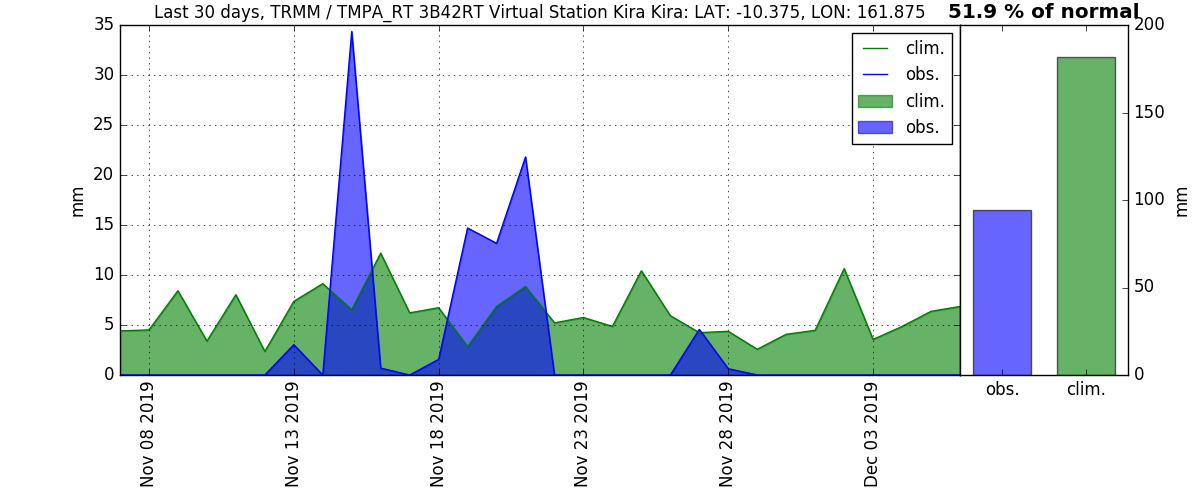 Last 30 days, TRMM / TMPA_RT 3B42RT Virtual Station Kira Kira: LAT: -10.375, LON: 161.875
51.9 % of normal
35
30
25
20
15
10
5
0
mm
clim.
obs.
clim.
obs.
Nov 08 2019
Nov 13 2019
Nov 18 2019
Nov 23 2019
Nov 28 2019
Dec 03 2019
200
150
100
50
0
mm
obs.
clim.